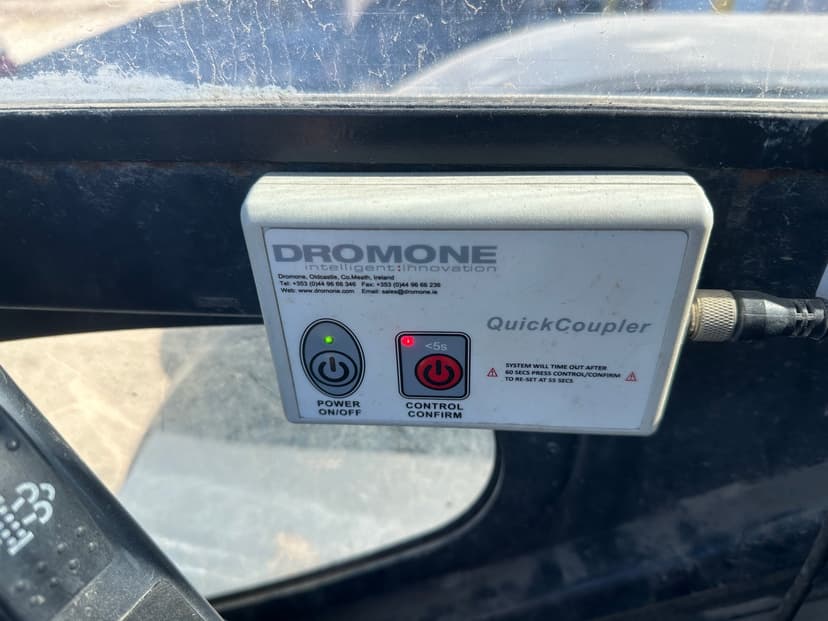 DROMONE
intelligent:innovation
Dromone, Oldcastle, Co.Meath, Ireland
Tel: +353 (0)44 96 66 346 Fax: +353 (0)44 96 66 236
Web: www.dromone.com Email: sales@dromone.ie
QuickCoupler
<5s
SYSTEM WILL TIME OUT AFTER
60 SECS PRESS CONTROL/CONFIRM
TO RE-SET AT 55 SECS
POWER
ON/OFF
CONTROL
CONFIRM